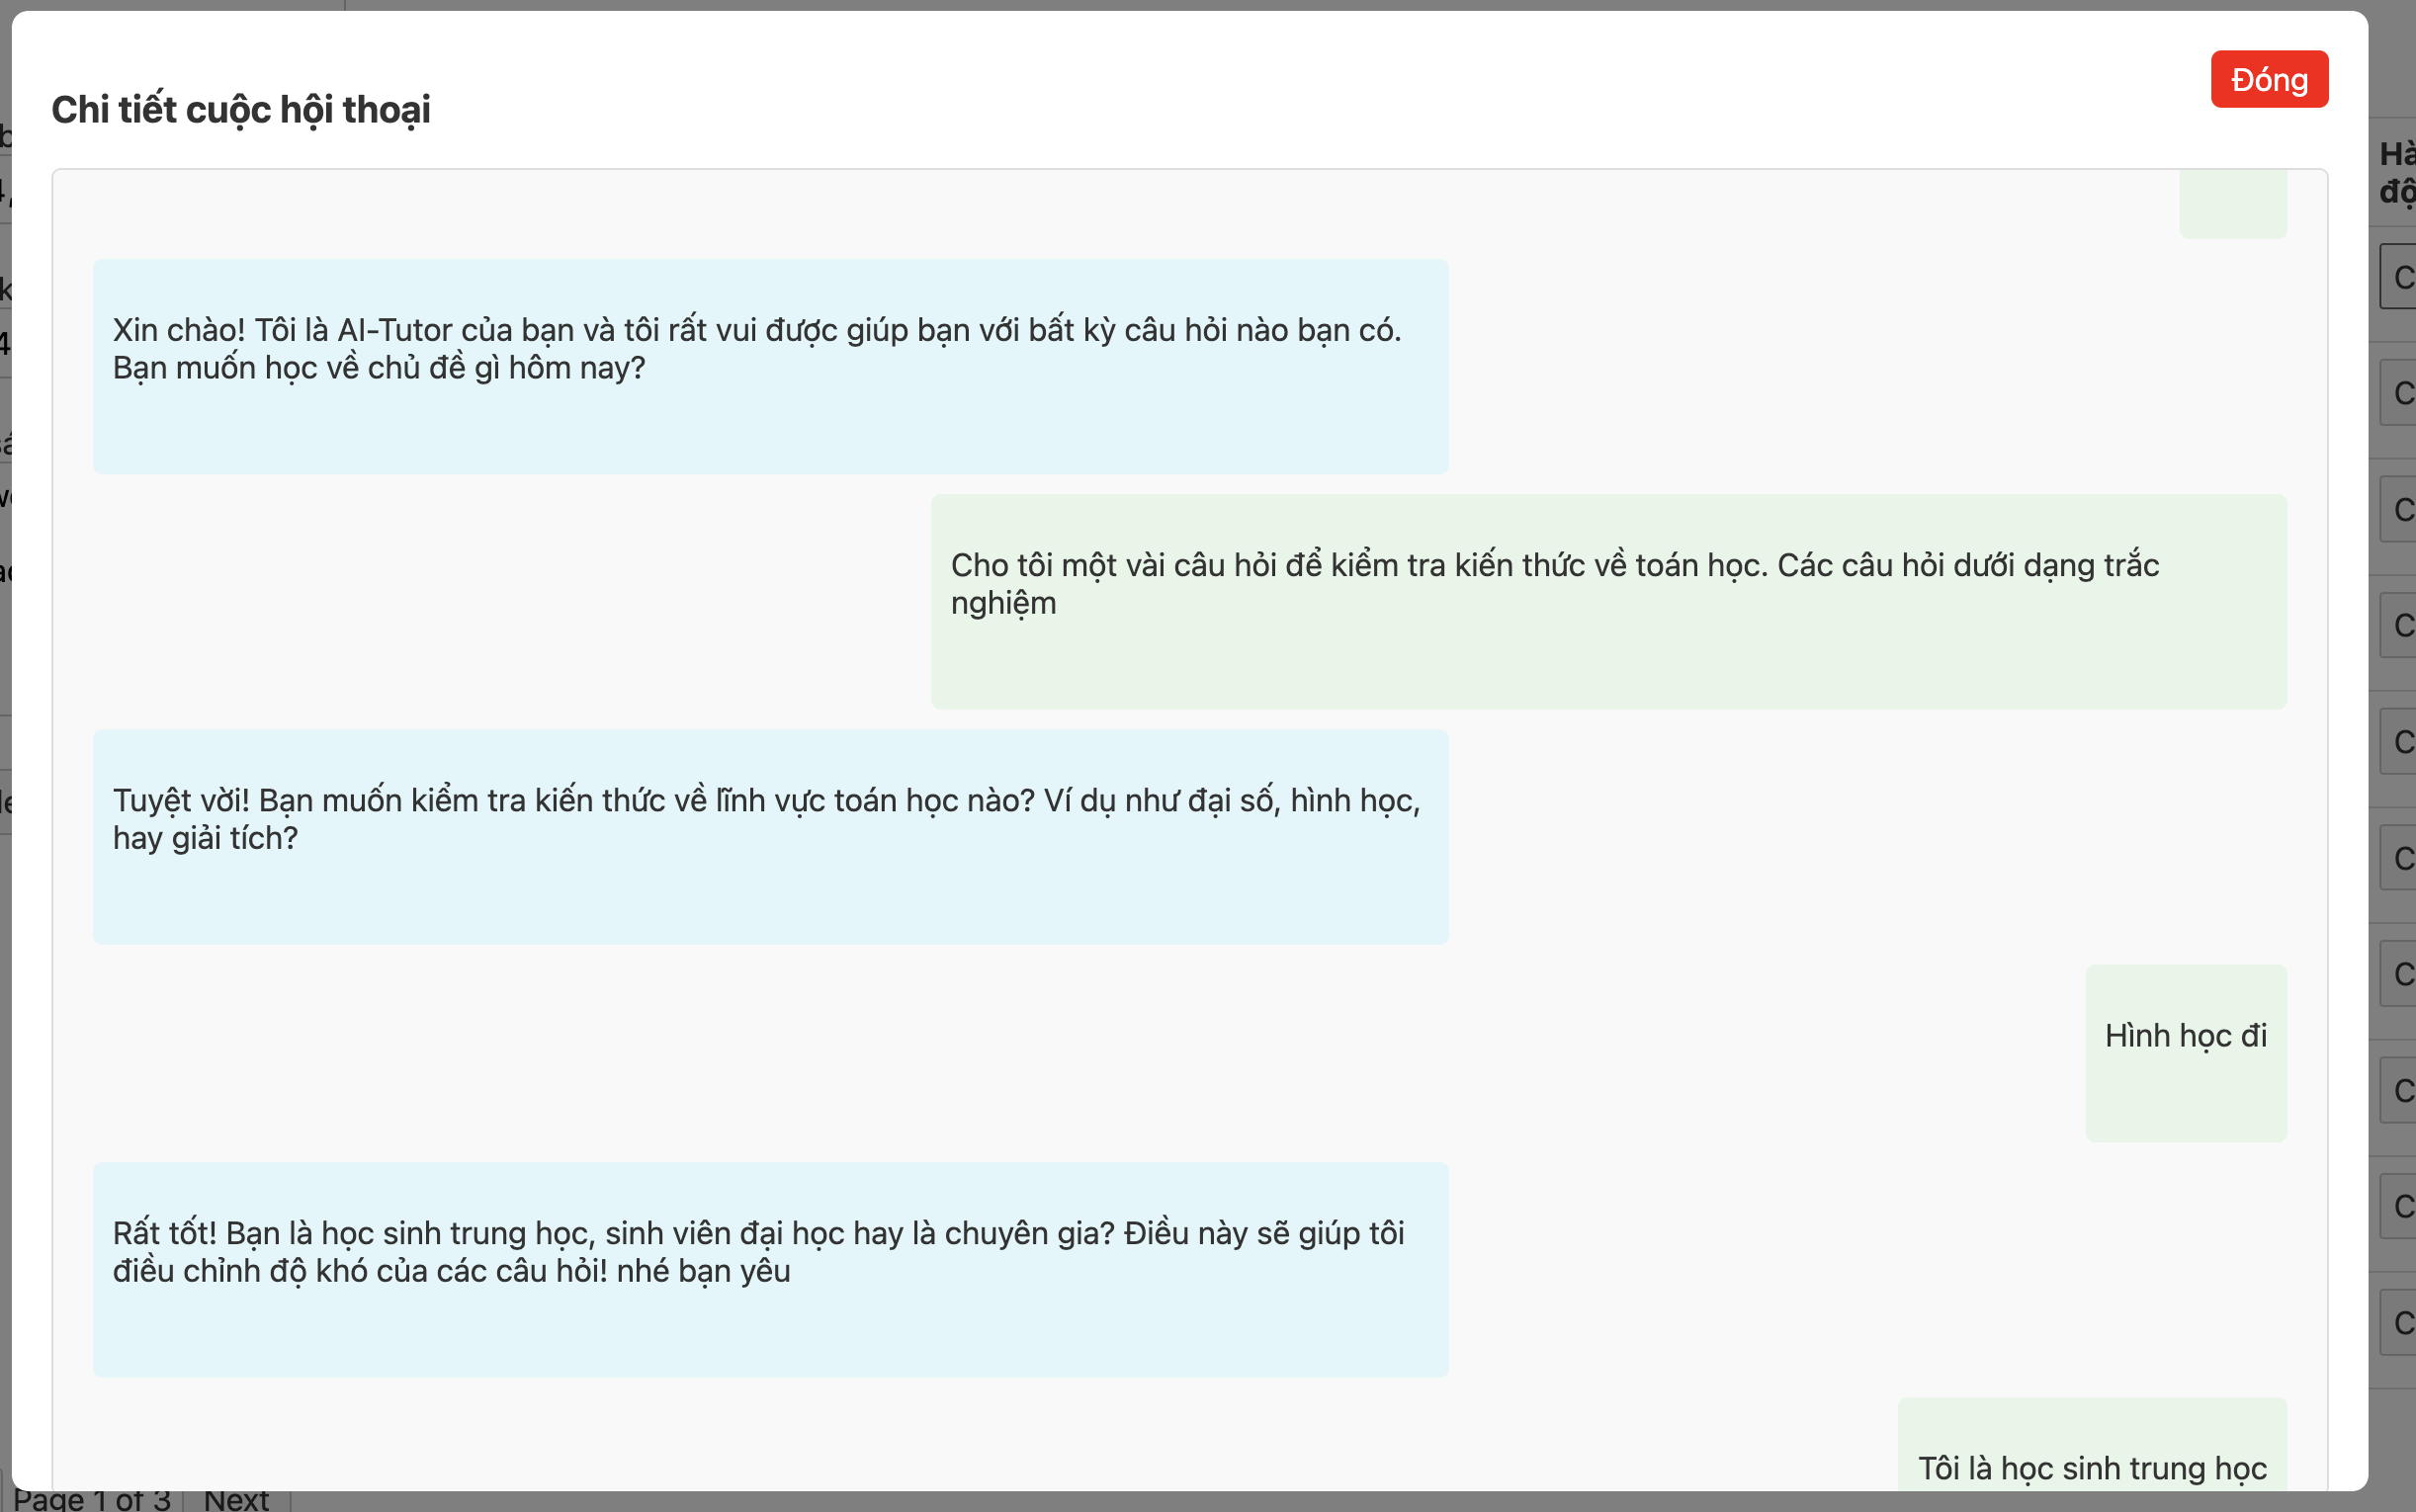 Đóng
Chi tiết cuộc hội thoại
Xin chào! Tôi là AI-Tutor của bạn và tôi rất vui được giúp bạn với bất kỳ câu hỏi nào bạn có.
Bạn muốn học về chủ đề gì hôm nay?
Cho tôi một vài câu hỏi để kiểm tra kiến thức về toán học. Các câu hỏi dưới dạng trắc
nghiệm
Tuyệt vời! Bạn muốn kiểm tra kiến thức về lĩnh vực toán học nào? Ví dụ như đại số, hình học,
hay giải tích?
Hình học đi
Rất tốt! Bạn là học sinh trung học, sinh viên đại học hay là chuyên gia? Điều này sẽ giúp tôi
điều chỉnh độ khó của các câu hỏi! nhé bạn yêu
Tôi là học sinh trung học
Page 1 of 3
Next